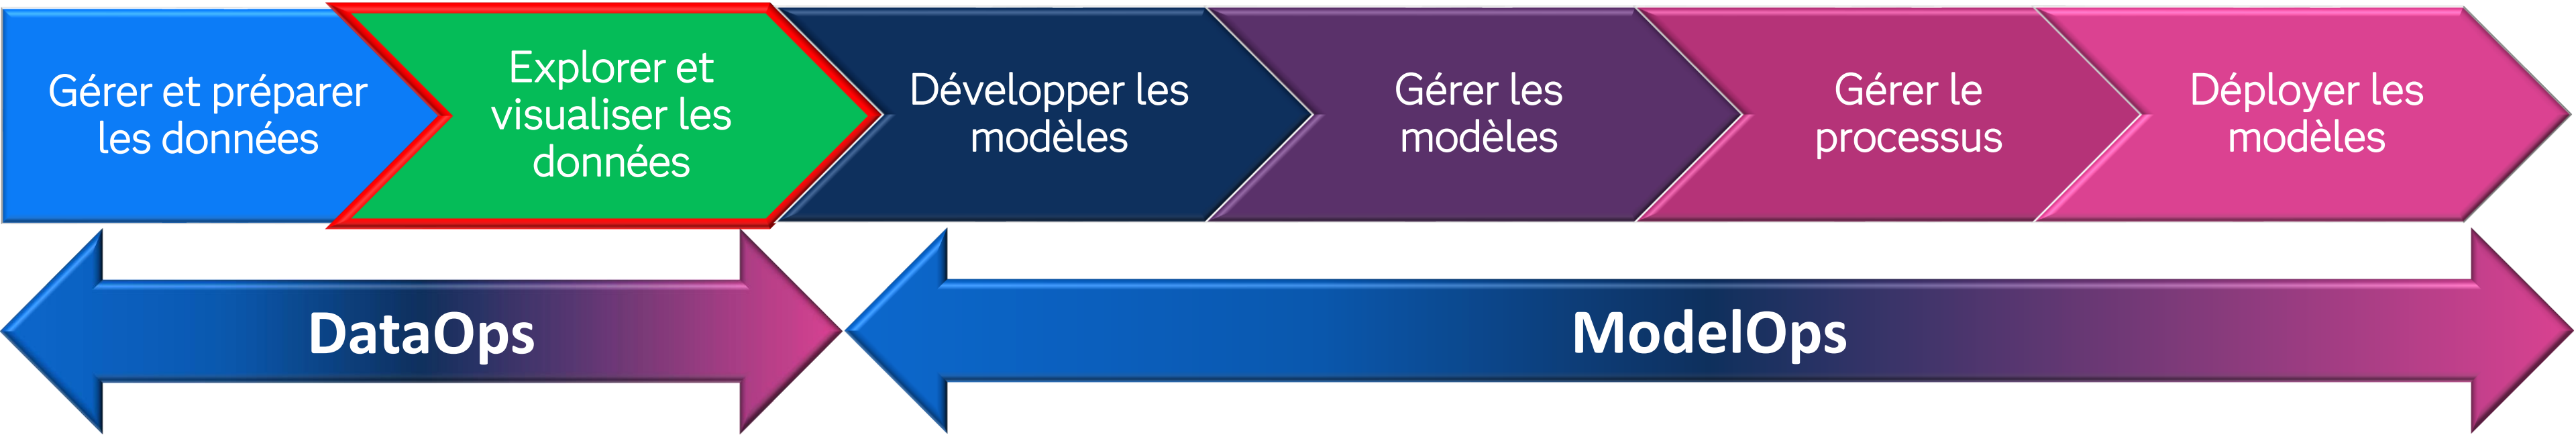 Gérer et préparer
les données
Explorer et
visualiser les
données
Développer les
modèles
Gérer les
modèles
Gérer le
processus
Déployer les
modèles
DataOps
ModelOps